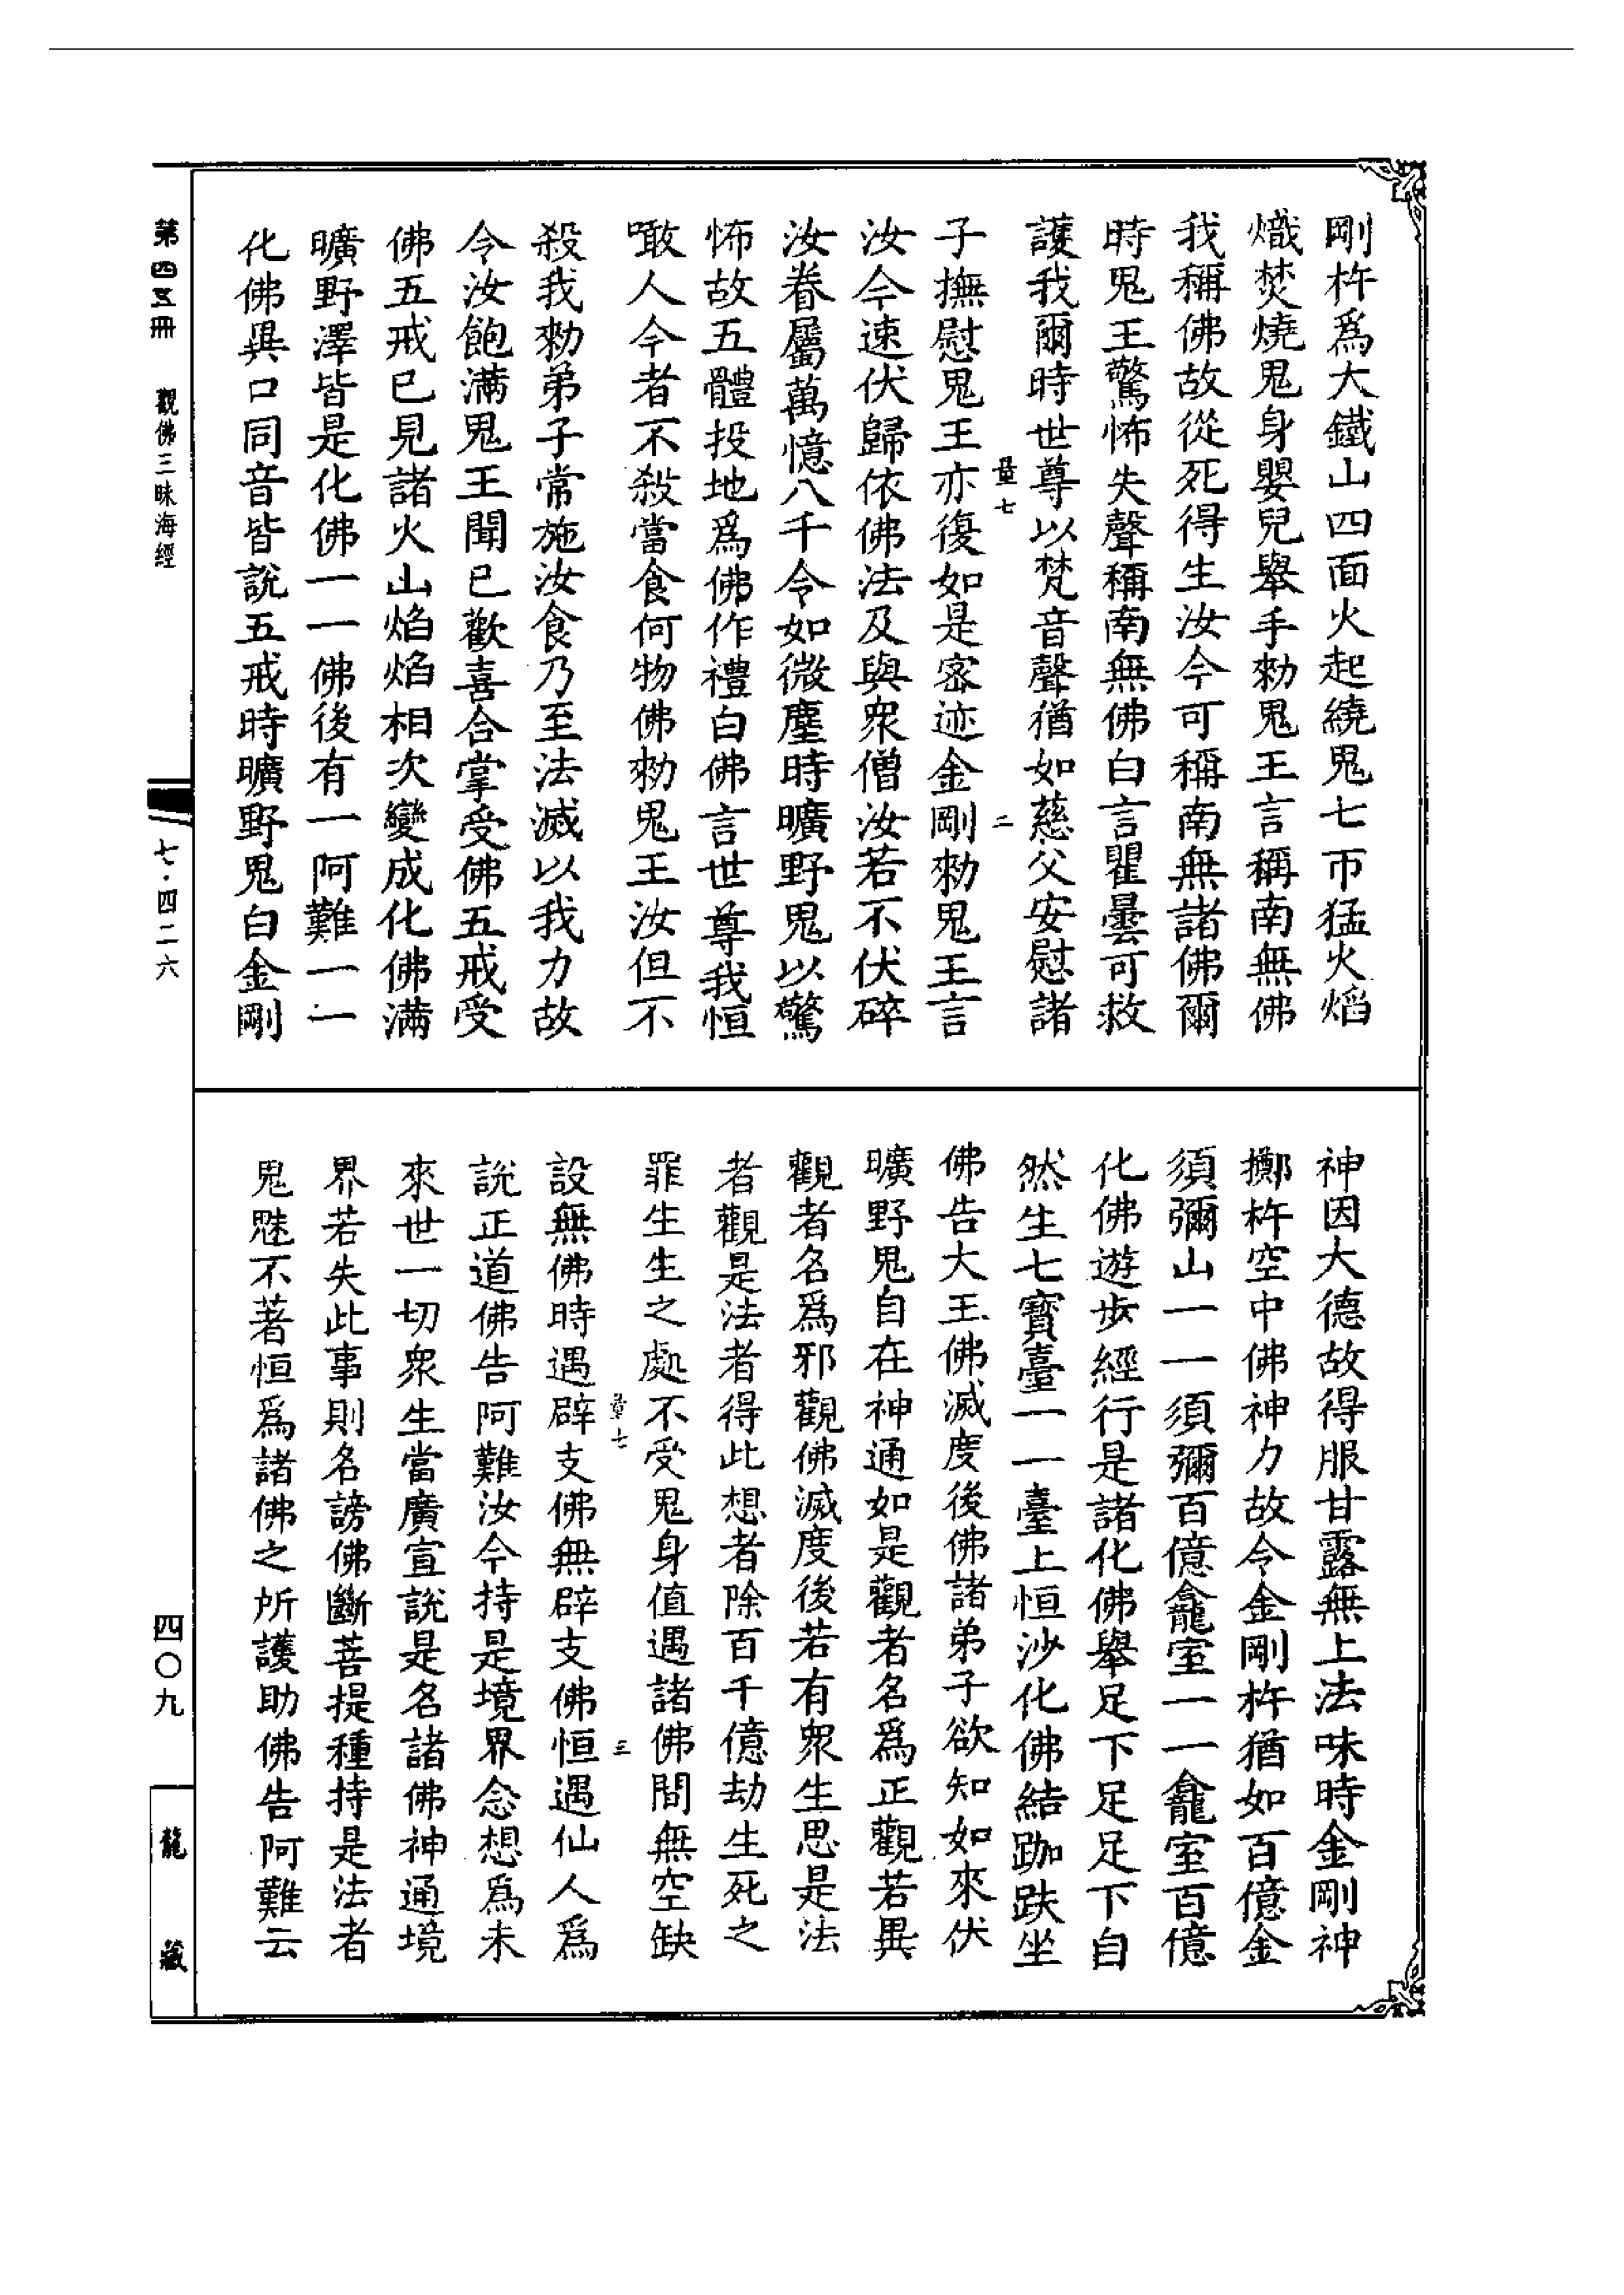 剛杵爲大鐵山四面火起繞鬼七帀猛火焰
熾焚燒鬼身嬰兒舉手勑鬼王言稱南無佛
我稱佛故從死得生汝今可稱南無諸佛爾
時鬼王驚怖失聲稱南無佛白言瞿曇可救
護我爾時世尊以梵音聲猶如慈父安慰諸
量七 二
子撫慰鬼王亦復如是密迹金剛勑鬼王言
汝今速伏歸依佛法及與衆僧汝若不伏碎
汝眷屬萬億八千令如微塵時曠野鬼以驚
怖故五體投地爲佛作禮白佛言世尊我恒
噉人今者不殺當食何物佛勑鬼王汝但不
殺我勑弟子常施汝食乃至法滅以我力故
令汝飽滿鬼王聞已歡喜合掌受佛五戒受
佛五戒已見諸火山焰焰相次變成化佛滿
曠野澤皆是化佛一一佛後有一阿難一一
化佛異口同音皆說五戒時曠野鬼白金剛
神因大德故得服甘露無上法味時金剛神
擲杵空中佛神力故令金剛杵猶如百億金
須彌山一一須彌百億龕室一一龕室百億
化佛遊步經行是諸化佛舉足下足足下自
然生七寶臺一一臺上恒沙化佛結跏趺坐
佛告大王佛滅度後佛諸弟子欲知如來伏
曠野鬼自在神通如是觀者名爲正觀若異
觀者名爲邪觀佛滅度後若有衆生思是法
者觀是法者得此想者除百千億劫生死之
罪生生之處不受鬼身值遇諸佛間無空缺
量七 三
設無佛時遇辟支佛無辟支佛恒遇仙人爲
說正道佛告阿難汝今持是境界念想爲未
來世一切衆生當廣宣說是名諸佛神通境
界若失此事則名謗佛斷菩提種持是法者
鬼魅不著恒爲諸佛之所護助佛告阿難云
第四五冊 觀佛三昧海經
七·四二六
四〇九
龍藏